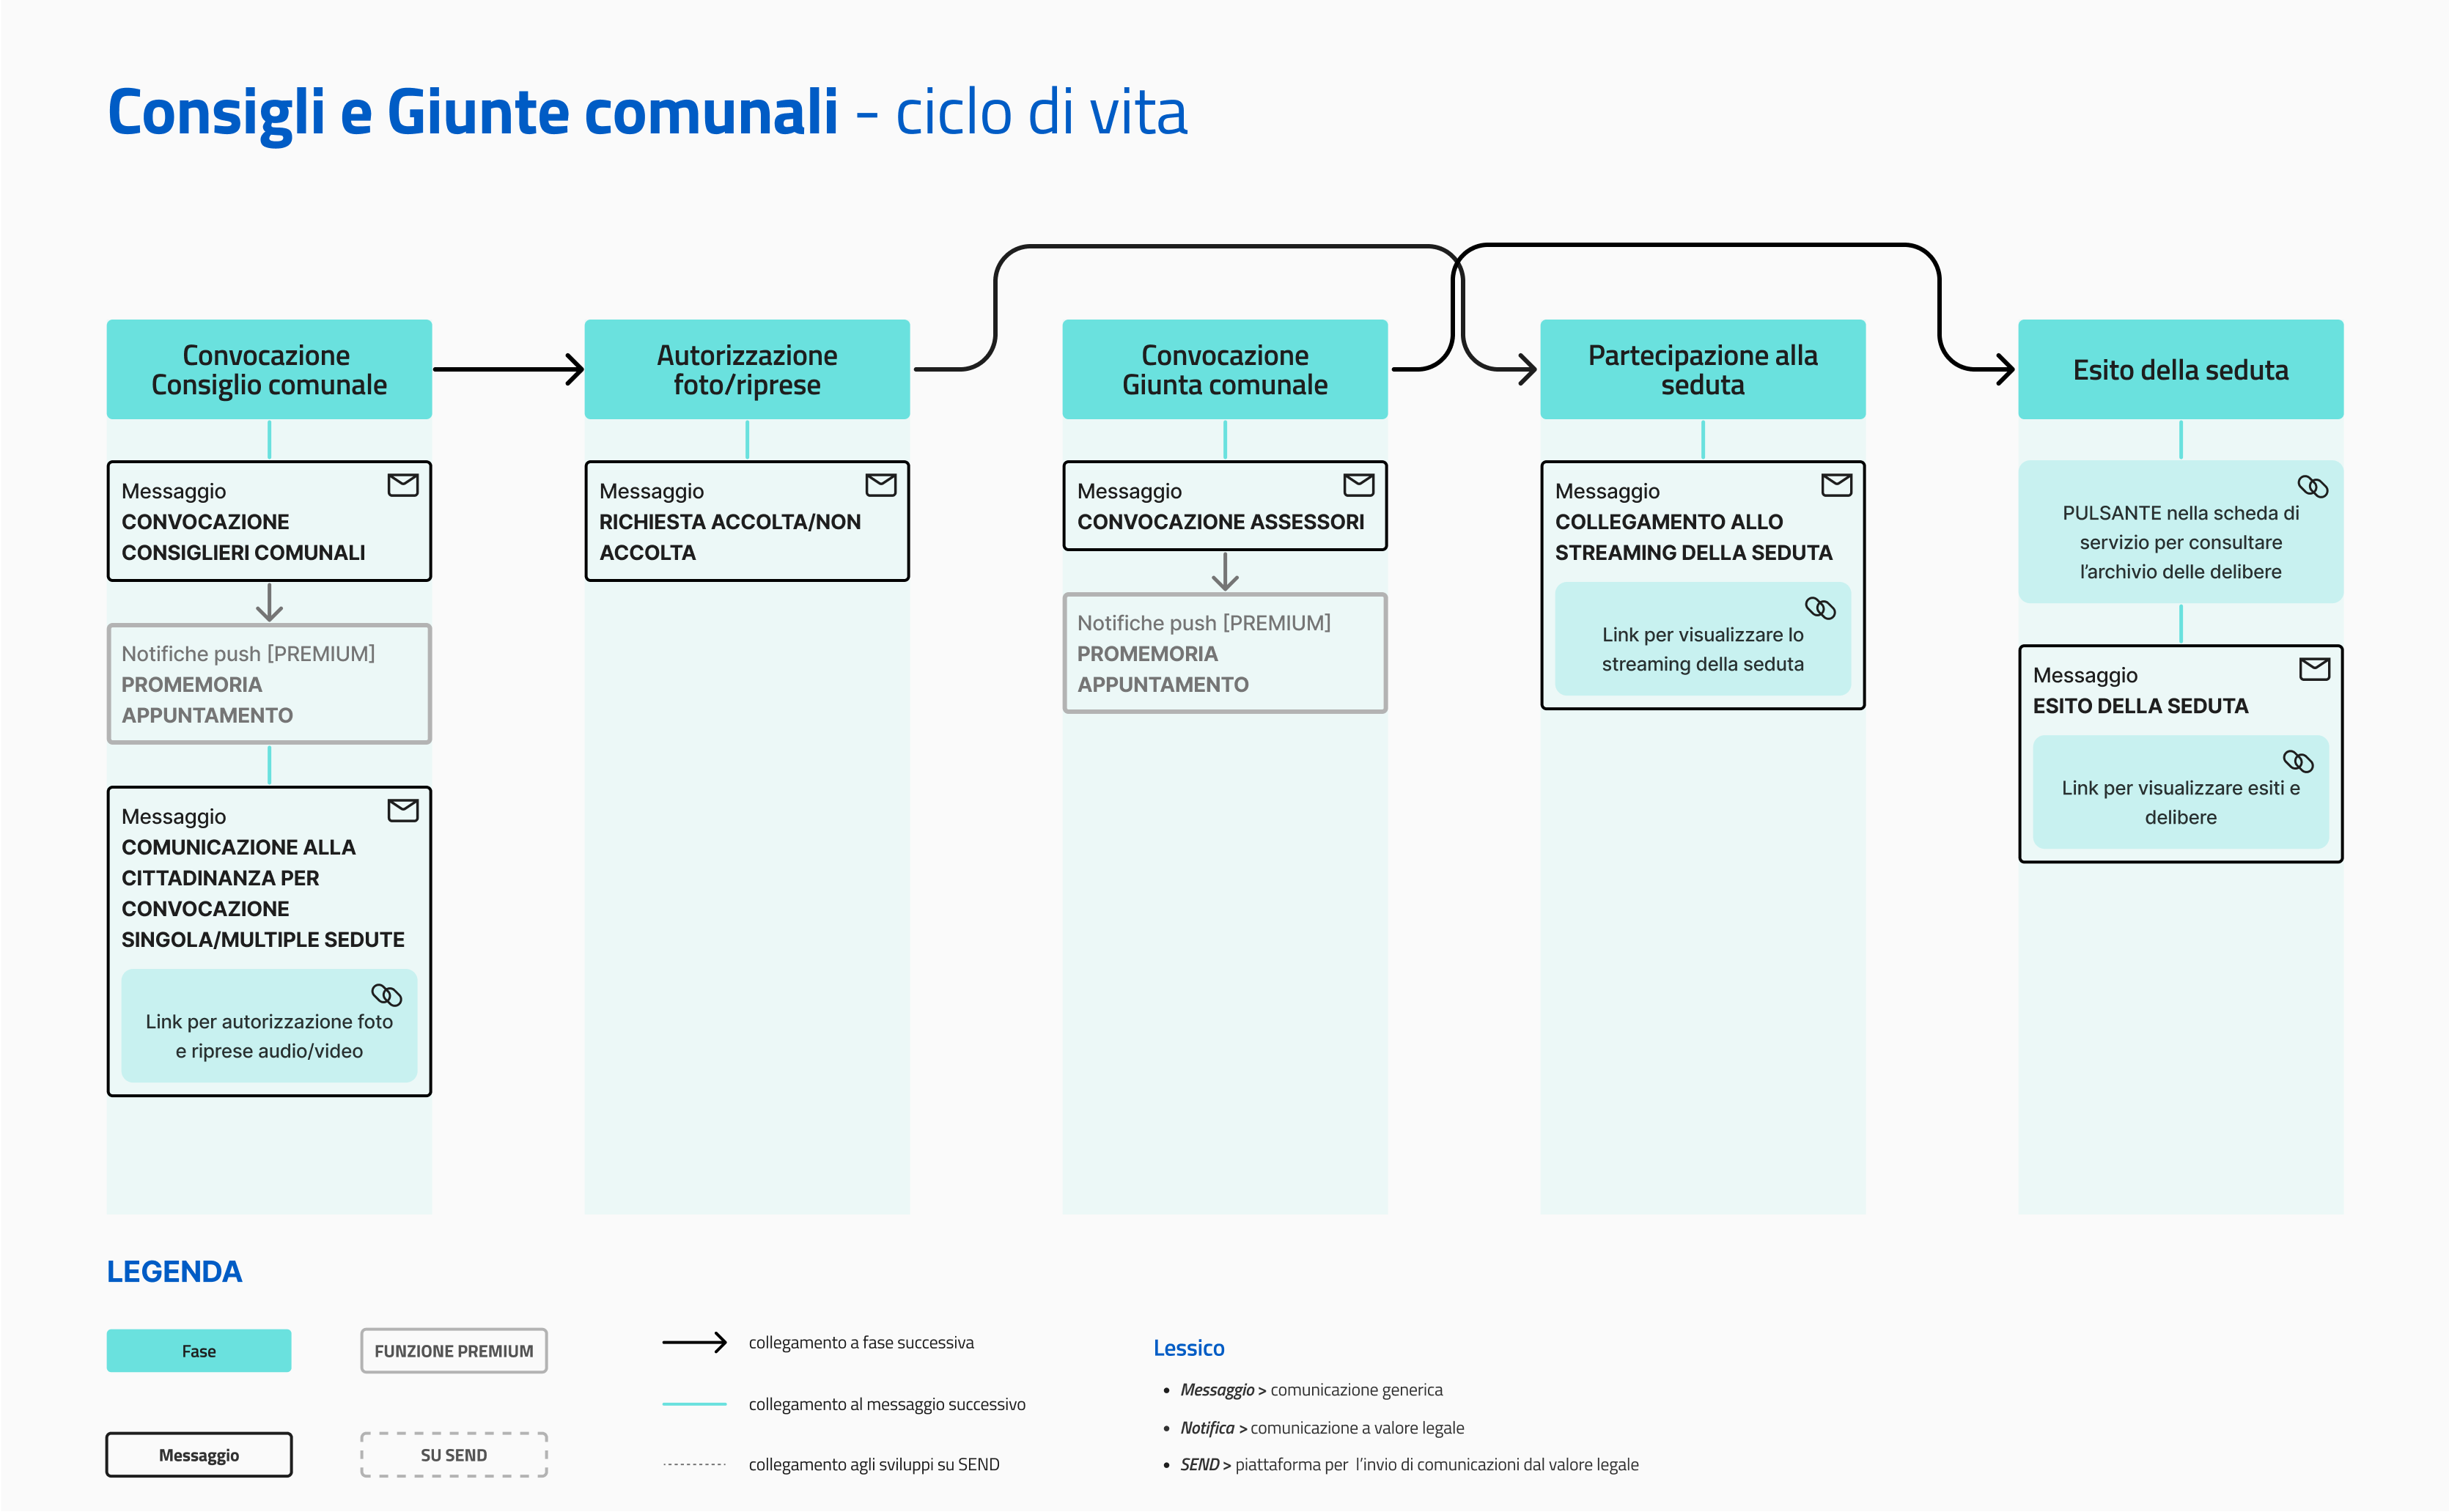 Consigli e Giunte comunali - ciclo di vita
Convocazione
Consiglio comunale
Messaggio
CONVOCAZIONE
CONSIGLIERI COMUNALI
Notifiche push [PREMIUM]
PROMEMORIA
APPUNTAMENTO
Messaggio
COMUNICAZIONE ALLA
CITTADINANZA PER
CONVOCAZIONE
SINGOLA/MULTIPLE SEDUTE
Link per autorizzazione foto
e riprese audio/video
Autorizzazione
foto/riprese
Messaggio
RICHIESTA ACCOLTA/NON
ACCOLTA
Convocazione
Giunta comunale
Messaggio
CONVOCAZIONE ASSESSORI
Notifiche push [PREMIUM]
PROMEMORIA
APPUNTAMENTO
Partecipazione alla
seduta
Messaggio
COLLEGAMENTO ALLO
STREAMING DELLA SEDUTA
Link per visualizzare lo
streaming della seduta
Esito della seduta
PULSANTE nella scheda di
servizio per consultare
l’archivio delle delibere
Messaggio
ESITO DELLA SEDUTA
Link per visualizzare esiti e
delibere
LEGENDA
Fase
Messaggio
FUNZIONE PREMIUM
SU SEND
collegamento a fase successiva
collegamento al messaggio successivo
collegamento agli sviluppi su SEND
Lessico
• Messaggio > comunicazione generica
• Notifica > comunicazione a valore legale
• SEND > piattaforma per l’invio di comunicazioni dal valore legale